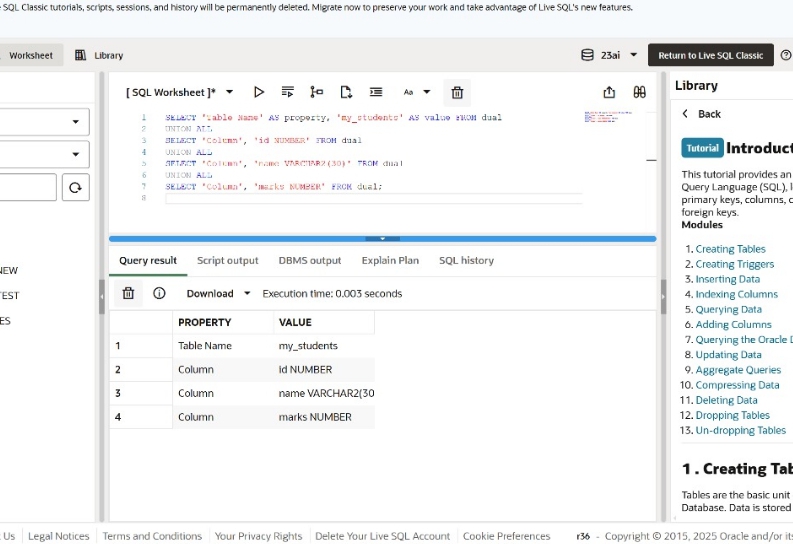 SQL Classic tutorials, scripts, sessions, and history will be permanently deleted. Migrate now to preserve your work and take advantage of Live SQL's new features.
Worksheet
Library
23ai
Return to Live SQL Classic
[ SQL Worksheet ]*
Aa
Library
Back
1 SELECT 'Table Name' AS property, 'my_students' AS value FROM dual
2 UNION ALL
3 SELECT 'Column', 'id NUMBER' FROM dual
4 UNION ALL
5 SELECT 'Column', 'name VARCHAR2(30)' FROM dual
6 UNION ALL
7 SELECT 'Column', 'marks NUMBER' FROM dual;
8
Query result Script output DBMS output Explain Plan SQL history
Download Execution time: 0.003 seconds
PROPERTY VALUE
1 Table Name my_students
2 Column id NUMBER
3 Column name VARCHAR2(30
4 Column marks NUMBER
Tutorial Introduct
This tutorial provides an
Query Language (SQL), l
primary keys, columns, c
foreign keys.
Modules
1. Creating Tables
2. Creating Triggers
3. Inserting Data
4. Indexing Columns
5. Querying Data
6. Adding Columns
7. Querying the Oracle D
8. Updating Data
9. Aggregate Queries
10. Compressing Data
11. Deleting Data
12. Dropping Tables
13. Un-dropping Tables
1 . Creating Tab
Tables are the basic unit
Database. Data is stored
Us Legal Notices Terms and Conditions Your Privacy Rights Delete Your Live SQL Account Cookie Preferences r36 - Copyright © 2015, 2025 Oracle and/or its